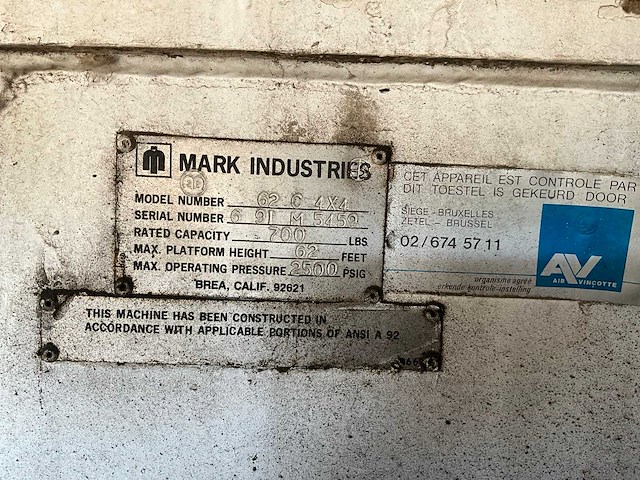 MARK INDUSTRIES
MODEL NUMBER 62 C 4X4
SERIAL NUMBER 6 91 M 5459
RATED CAPACITY 700 LBS
MAX. PLATFORM HEIGHT 62 FEET
MAX. OPERATING PRESSURE 2500 PSIG
BREA, CALIF. 92621
THIS MACHINE HAS BEEN CONSTRUCTED IN
ACCORDANCE WITH APPLICABLE PORTIONS OF ANSI A 92
CET APPAREIL EST CONTROLE PAR
DIT TOESTEL IS GEKEURD DOOR
SIEGE - BRUXELLES
ZETEL - BRUSSEL
02/674 57 11
organisme agréé
erkende kontrole-instelling
AV
AIB VINÇOTTE